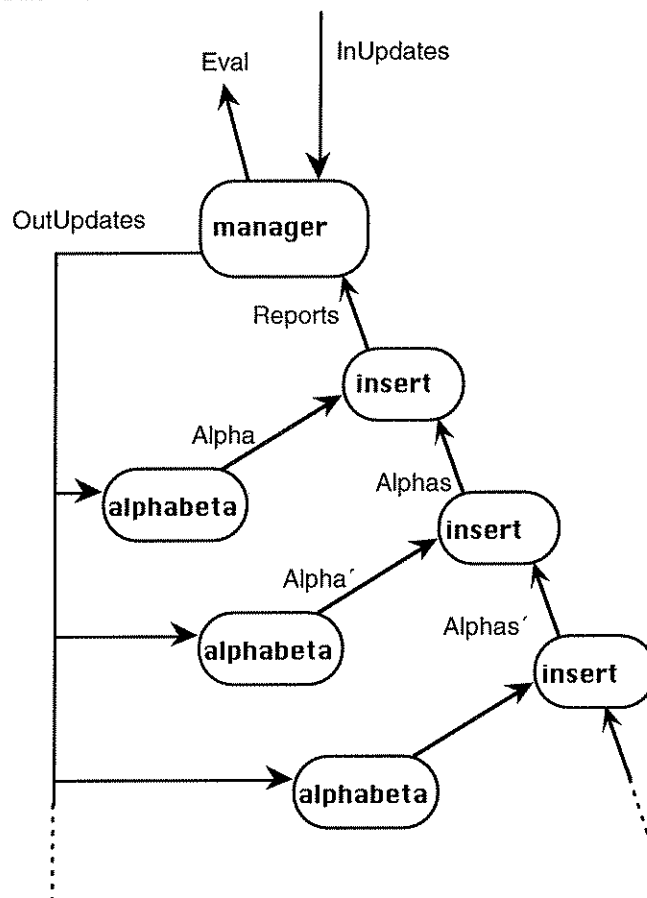 Eval
InUpdates
OutUpdates
manager
Reports
insert
Alpha
Alphas
alphabeta
insert
Alpha´
Alphas´
alphabeta
insert
alphabeta